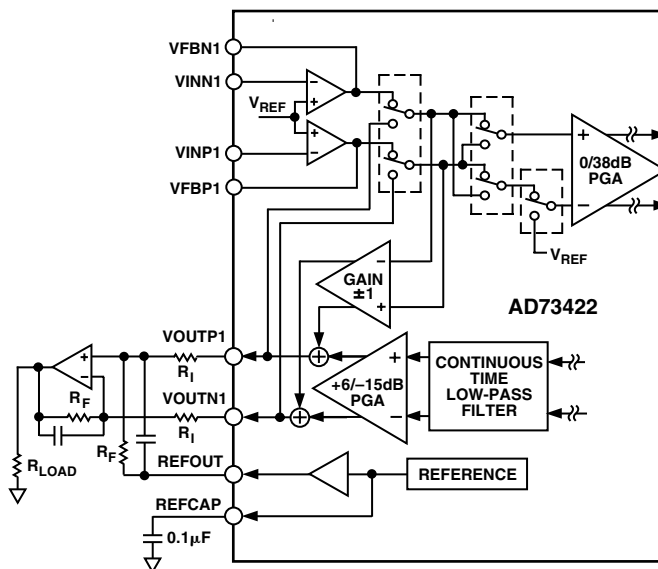 VFBN1
VINN1
VREF
VINP1
VFBP1
+
−
−
+
+
−
0/38dB
PGA
VREF
−
GAIN
±1
+
AD73422
VOUTP1
RI
+
−
RF
VOUTN1
RI
RF
RLOAD
+
+
+
+6/−15dB
PGA
−
CONTINUOUS
TIME
LOW-PASS
FILTER
REFOUT
REFERENCE
REFCAP
0.1μF